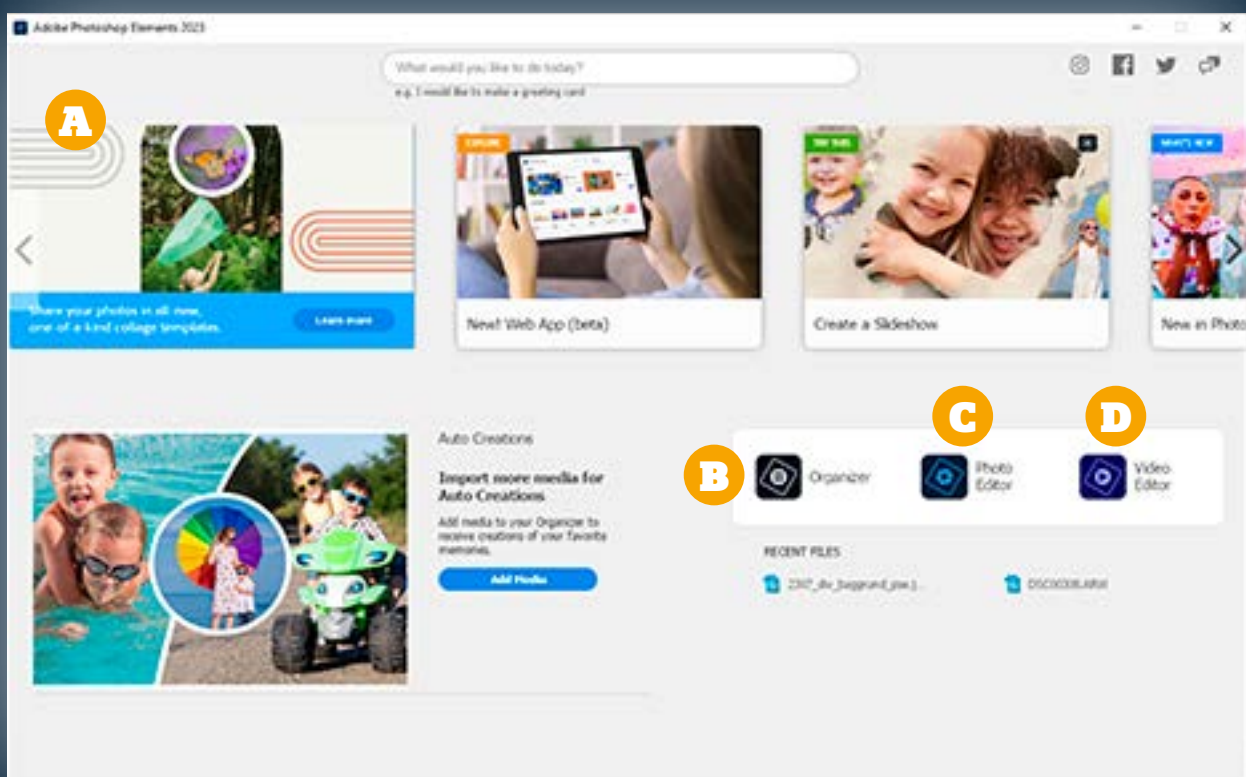 Adobe Photoshop Elements 2023
What would you like to do today?
e.g. I would like to make a greeting card
A
EXPLORE
TRY THIS
WHAT'S NEW
Share your photos in all-new,
one-of-a-kind collage templates.
Learn more
New! Web App (beta)
Create a Slideshow
New in Photo
Auto Creations
Import more media for
Auto Creations
Add media to your Organizer to
receive creations of your favorite
memories.
Add Media
B
Organizer
C
Photo
Editor
D
Video
Editor
RECENT FILES